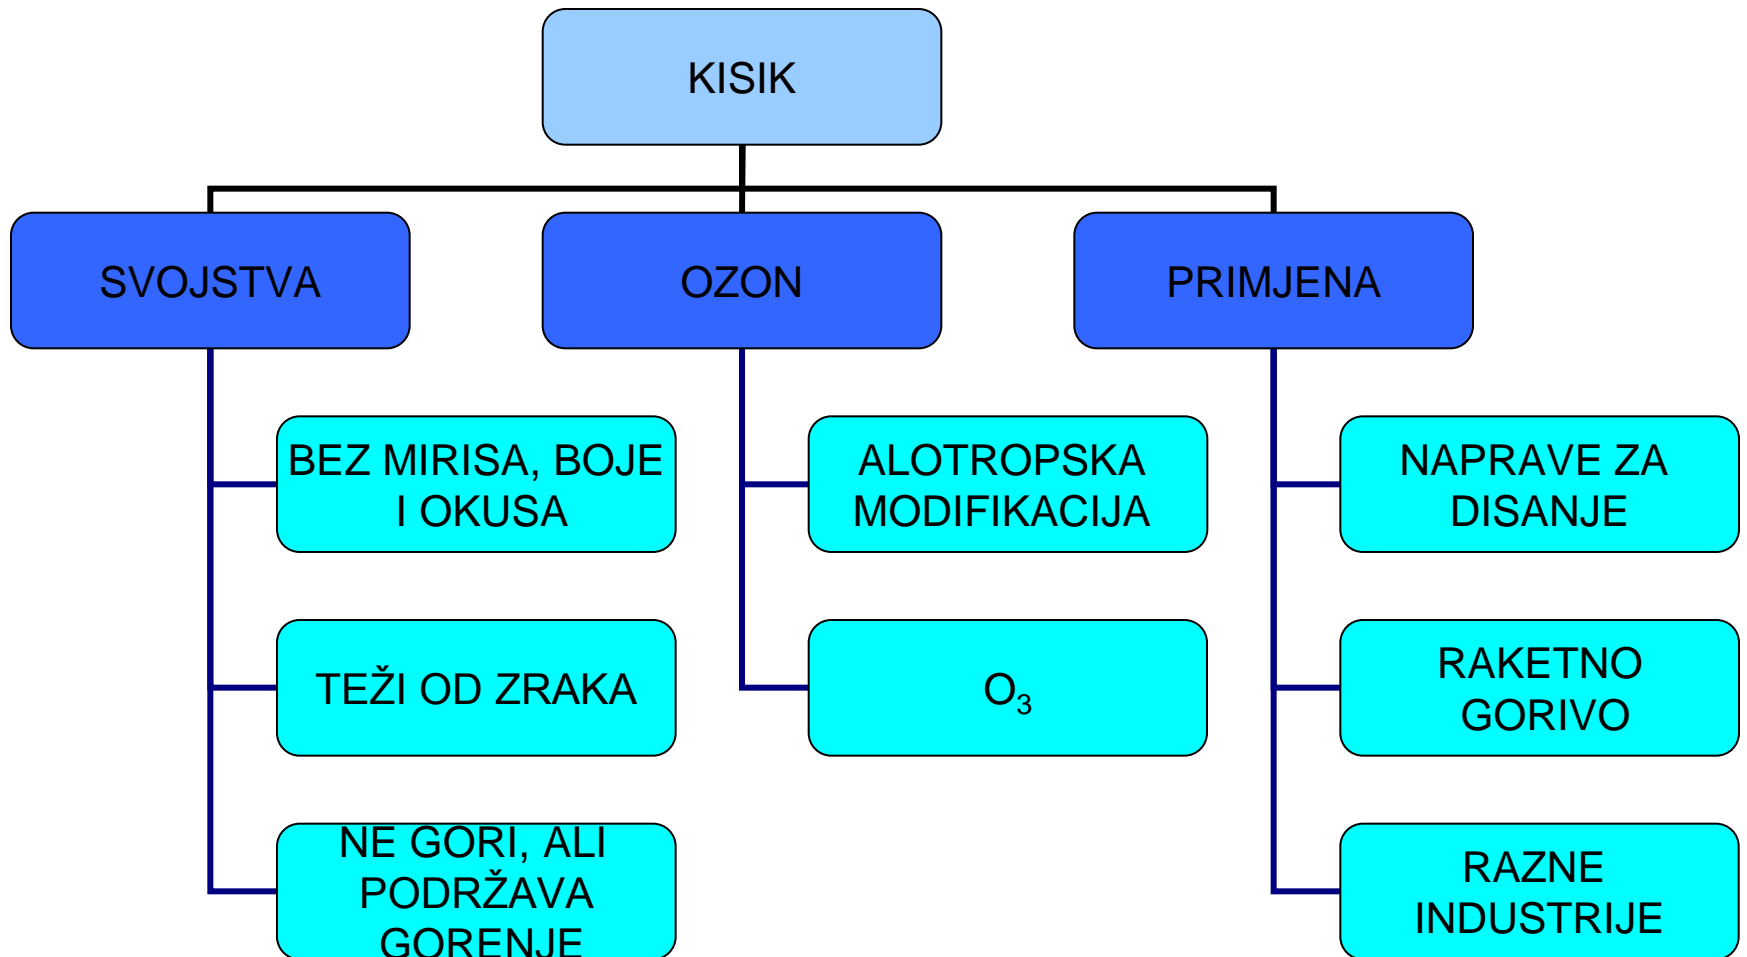 KISIK
SVOJSTVA
OZON
PRIMJENA
BEZ MIRISA, BOJE
I OKUSA
ALOTROPSKA
MODIFIKACIJA
NAPRAVE ZA
DISANJE
TEŽI OD ZRAKA
O₃
RAKETNO
GORIVO
NE GORI, ALI
PODRŽAVA
GORENJE
RAZNE
INDUSTRIJE